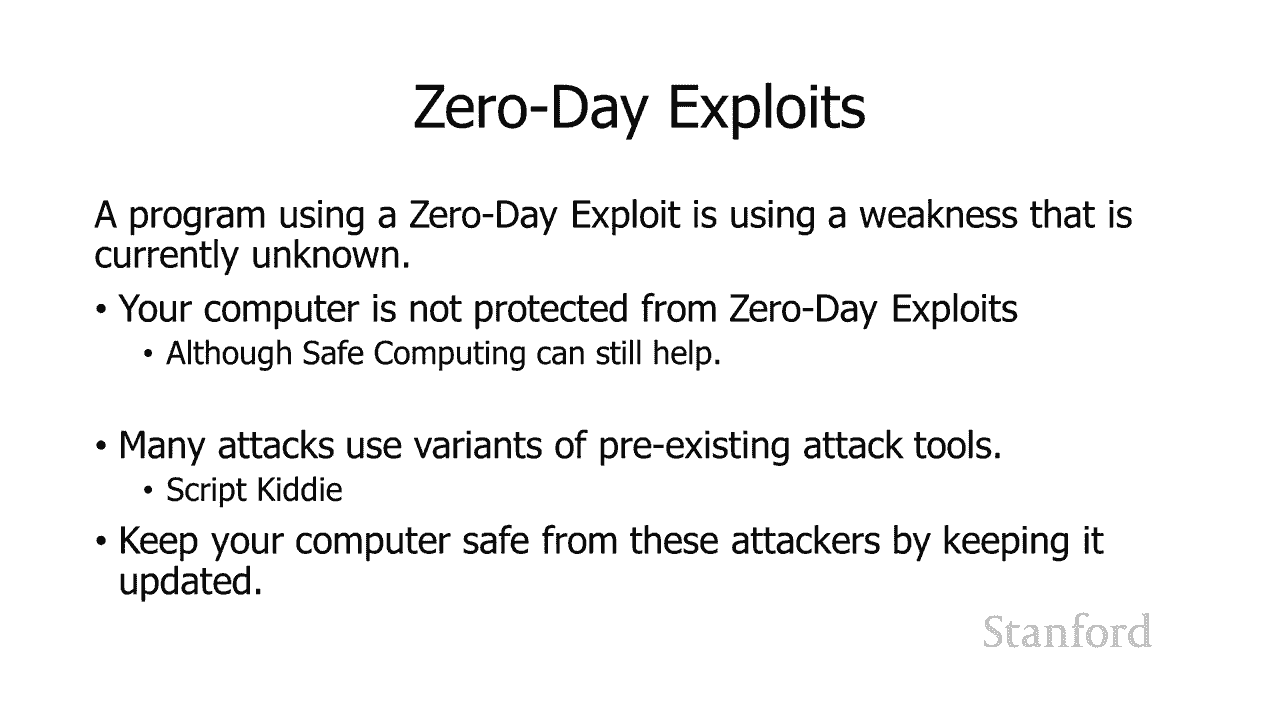 Zero-Day Exploits
A program using a Zero-Day Exploit is using a weakness that is
currently unknown.
• Your computer is not protected from Zero-Day Exploits
• Although Safe Computing can still help.
• Many attacks use variants of pre-existing attack tools.
• Script Kiddie
• Keep your computer safe from these attackers by keeping it
updated.
Stanford